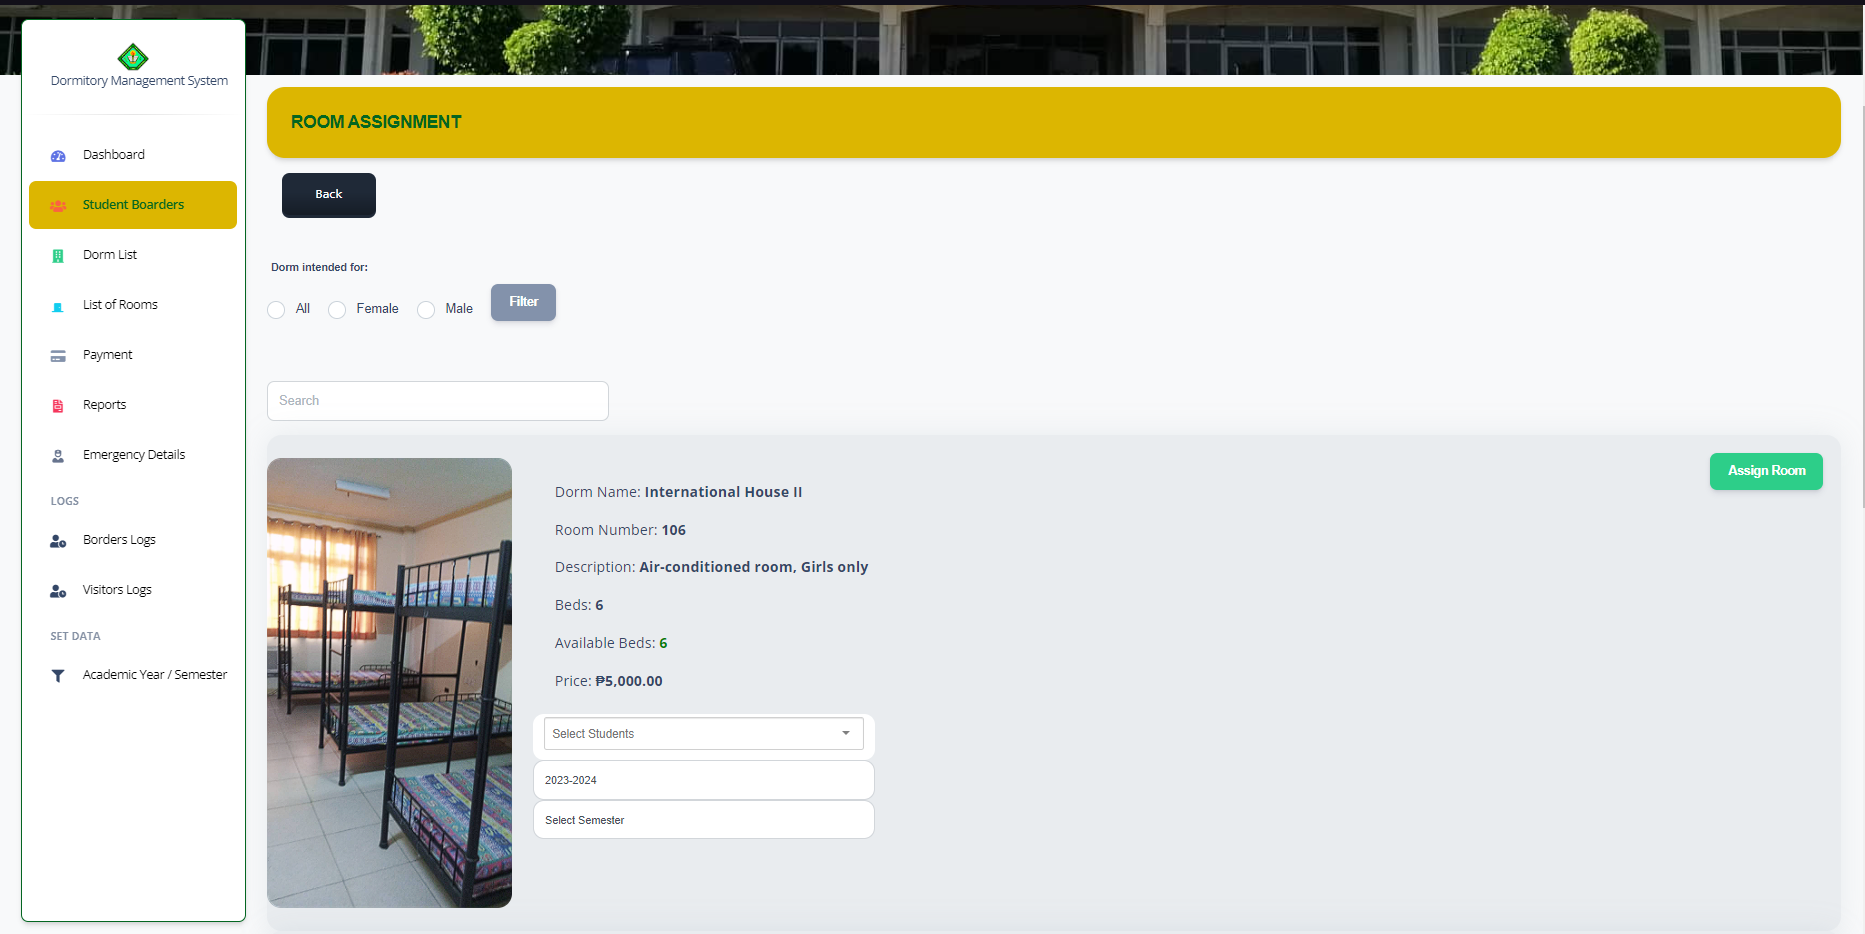 Dormitory Management System
Dashboard
Student Boarders
Dorm List
List of Rooms
Payment
Reports
Emergency Details
LOGS
Borders Logs
Visitors Logs
SET DATA
Academic Year / Semester
ROOM ASSIGNMENT
Back
Dorm intended for:
All Female Male Filter
Search
Assign Room
Dorm Name: International House II
Room Number: 106
Description: Air-conditioned room, Girls only
Beds: 6
Available Beds: 6
Price: ₱5,000.00
Select Students
2023-2024
Select Semester